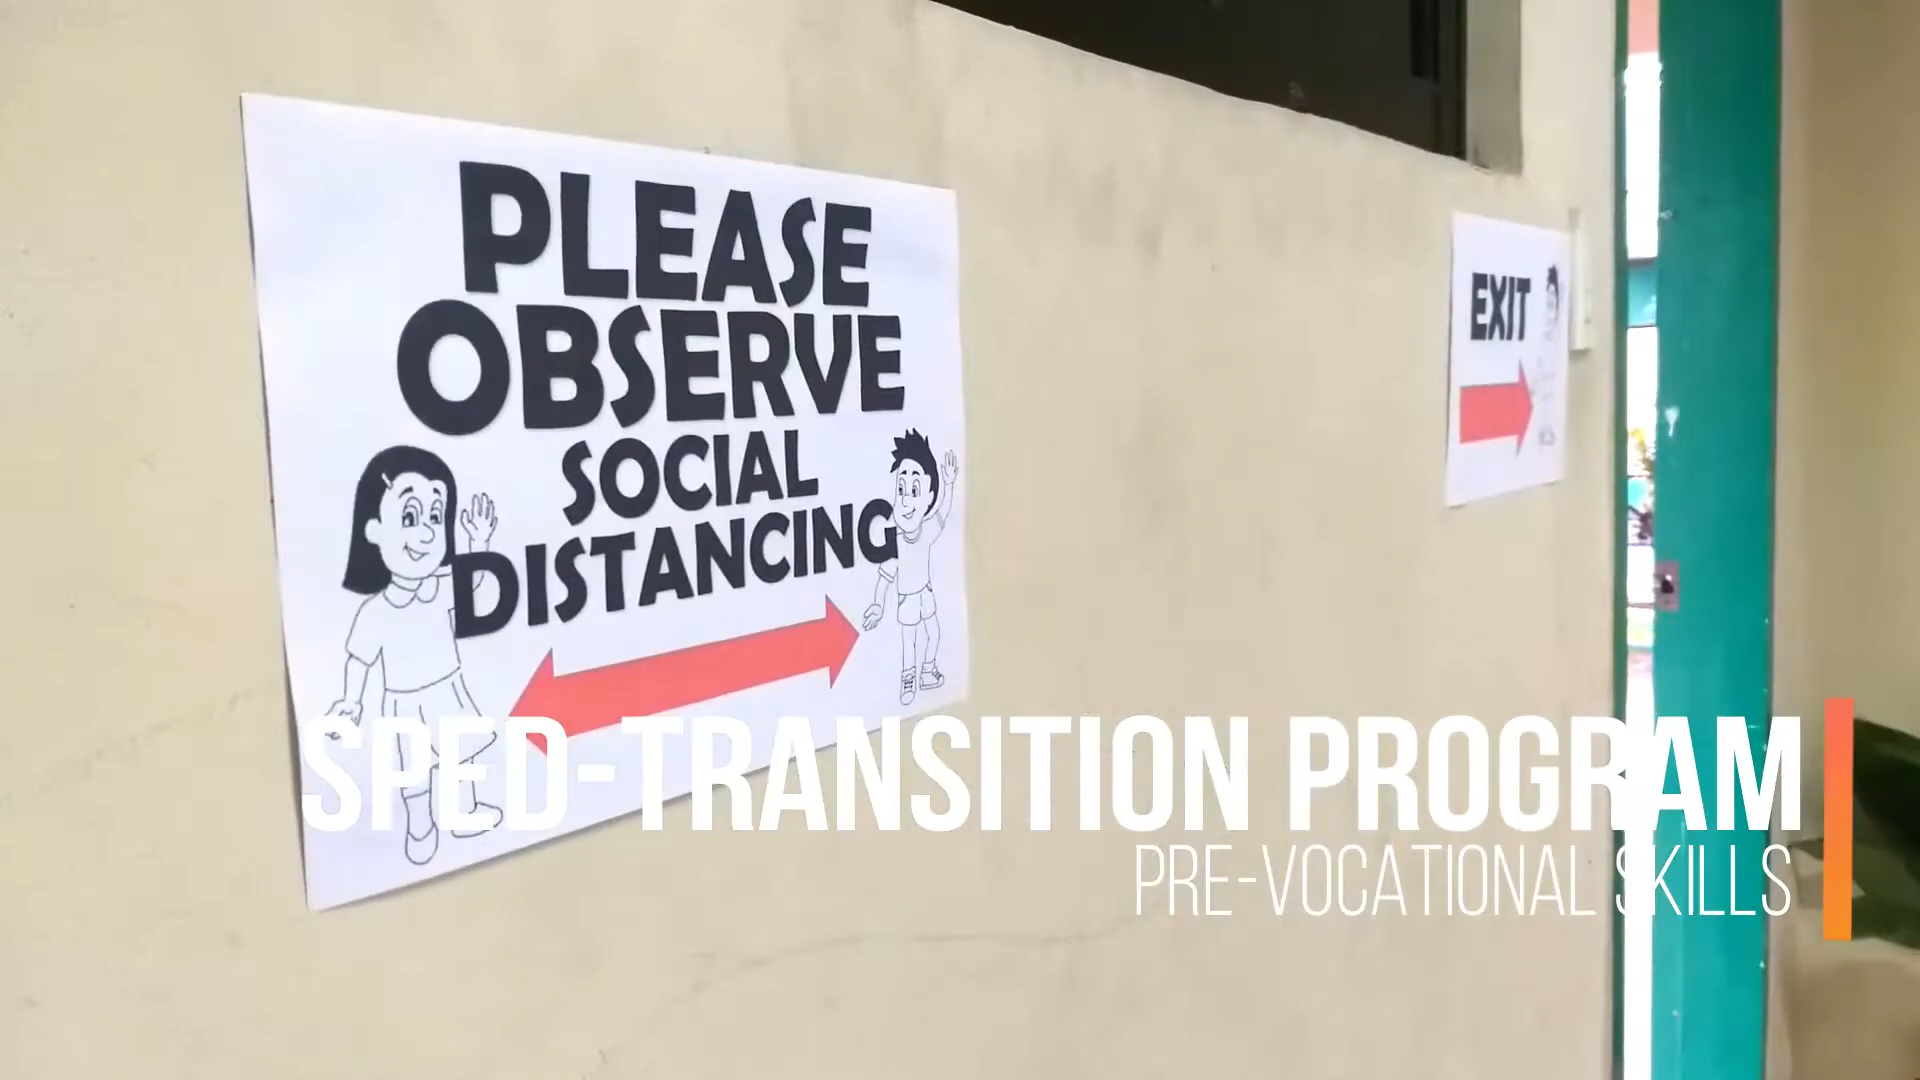 PLEASE
OBSERVE
SOCIAL
DISTANCING
EXIT
SPED-TRANSITION PROGRAM
PRE-VOCATIONAL SKILLS